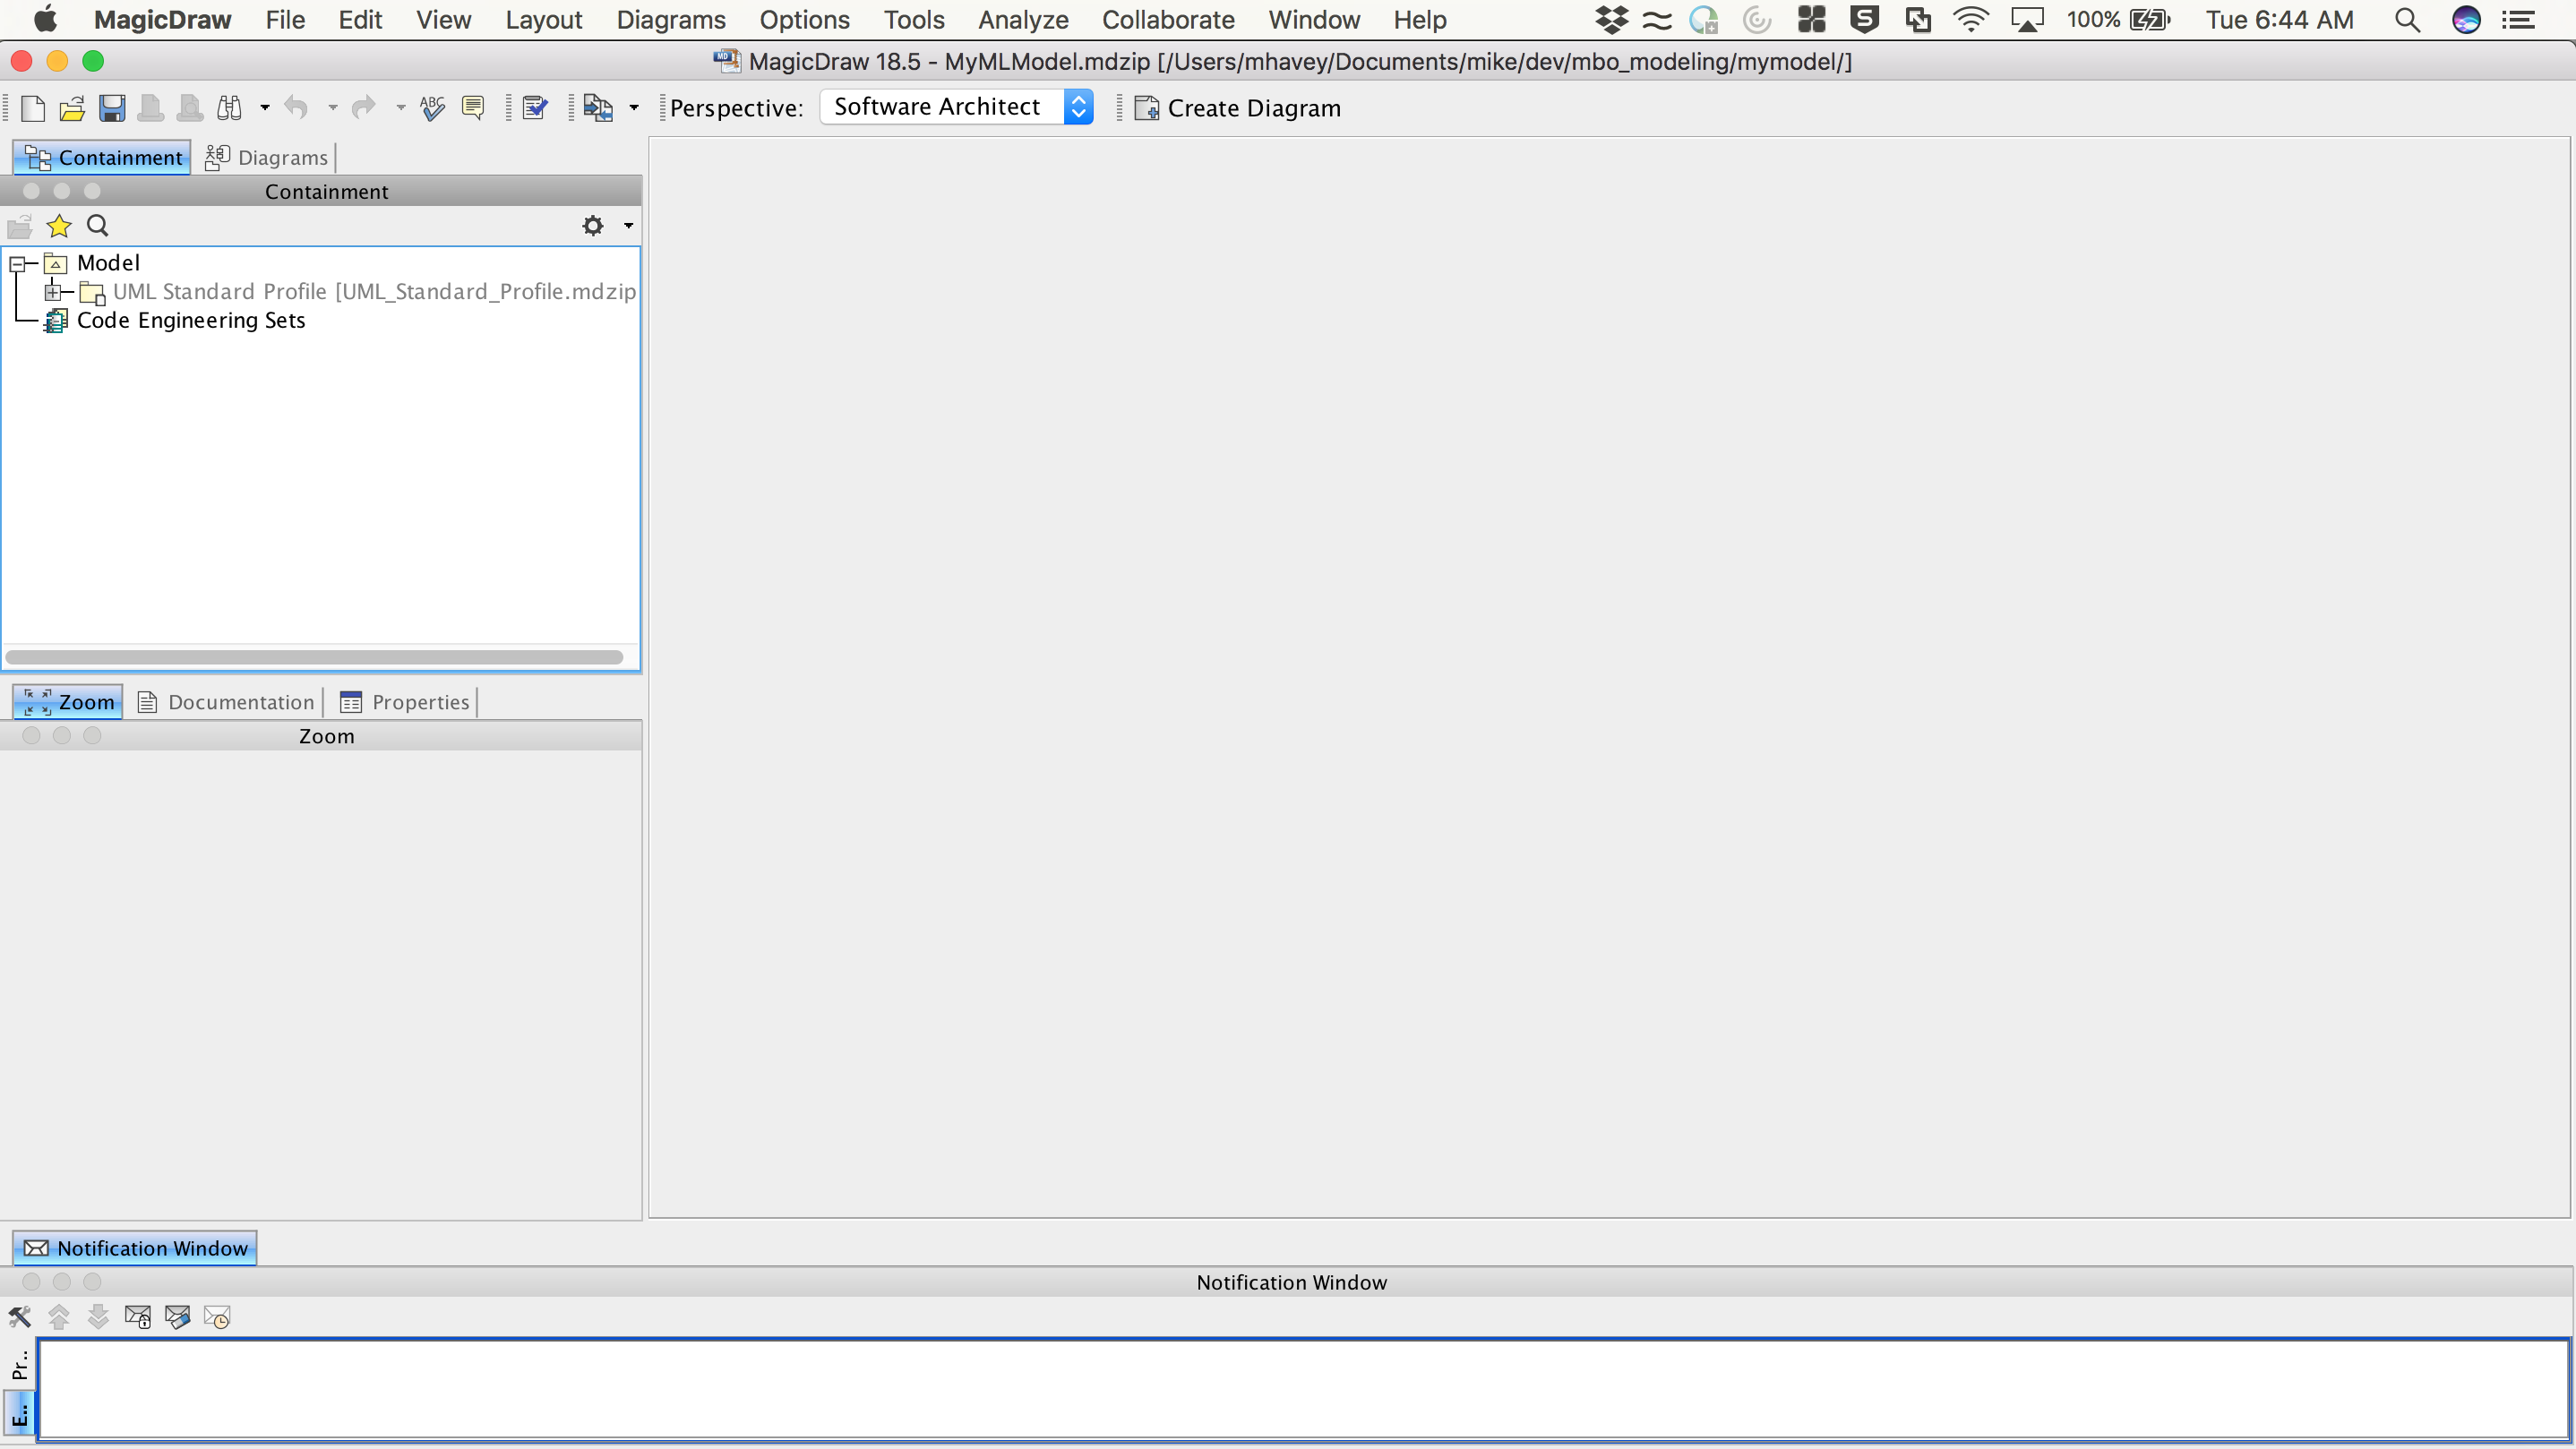 MagicDraw File Edit View Layout Diagrams Options Tools Analyze Collaborate Window Help 100% Tue 6:44 AM
MagicDraw 18.5 - MyMLModel.mdzip [/Users/mhavey/Documents/mike/dev/mbo_modeling/mymodel/]
ABC Perspective: Software Architect Create Diagram
Containment Diagrams
Containment
Model
UML Standard Profile [UML_Standard_Profile.mdzip
Code Engineering Sets
Zoom Documentation Properties
Zoom
Notification Window
Notification Window
Pr..
E..